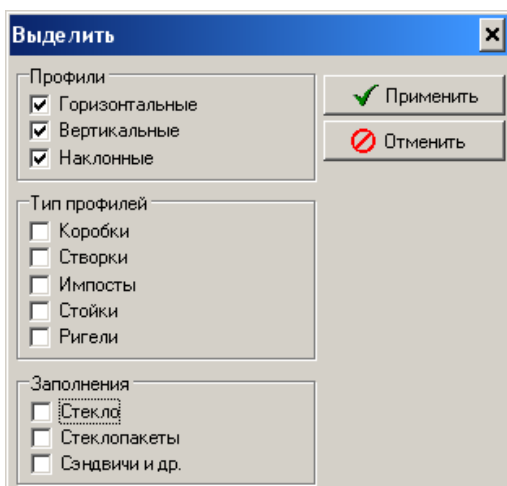 Выделить
Профили
Горизонтальные
Вертикальные
Наклонные
Применить
Отменить
Тип профилей
Коробки
Створки
Импосты
Стойки
Ригели
Заполнения
Стекло
Стеклопакеты
Сэндвичи и др.